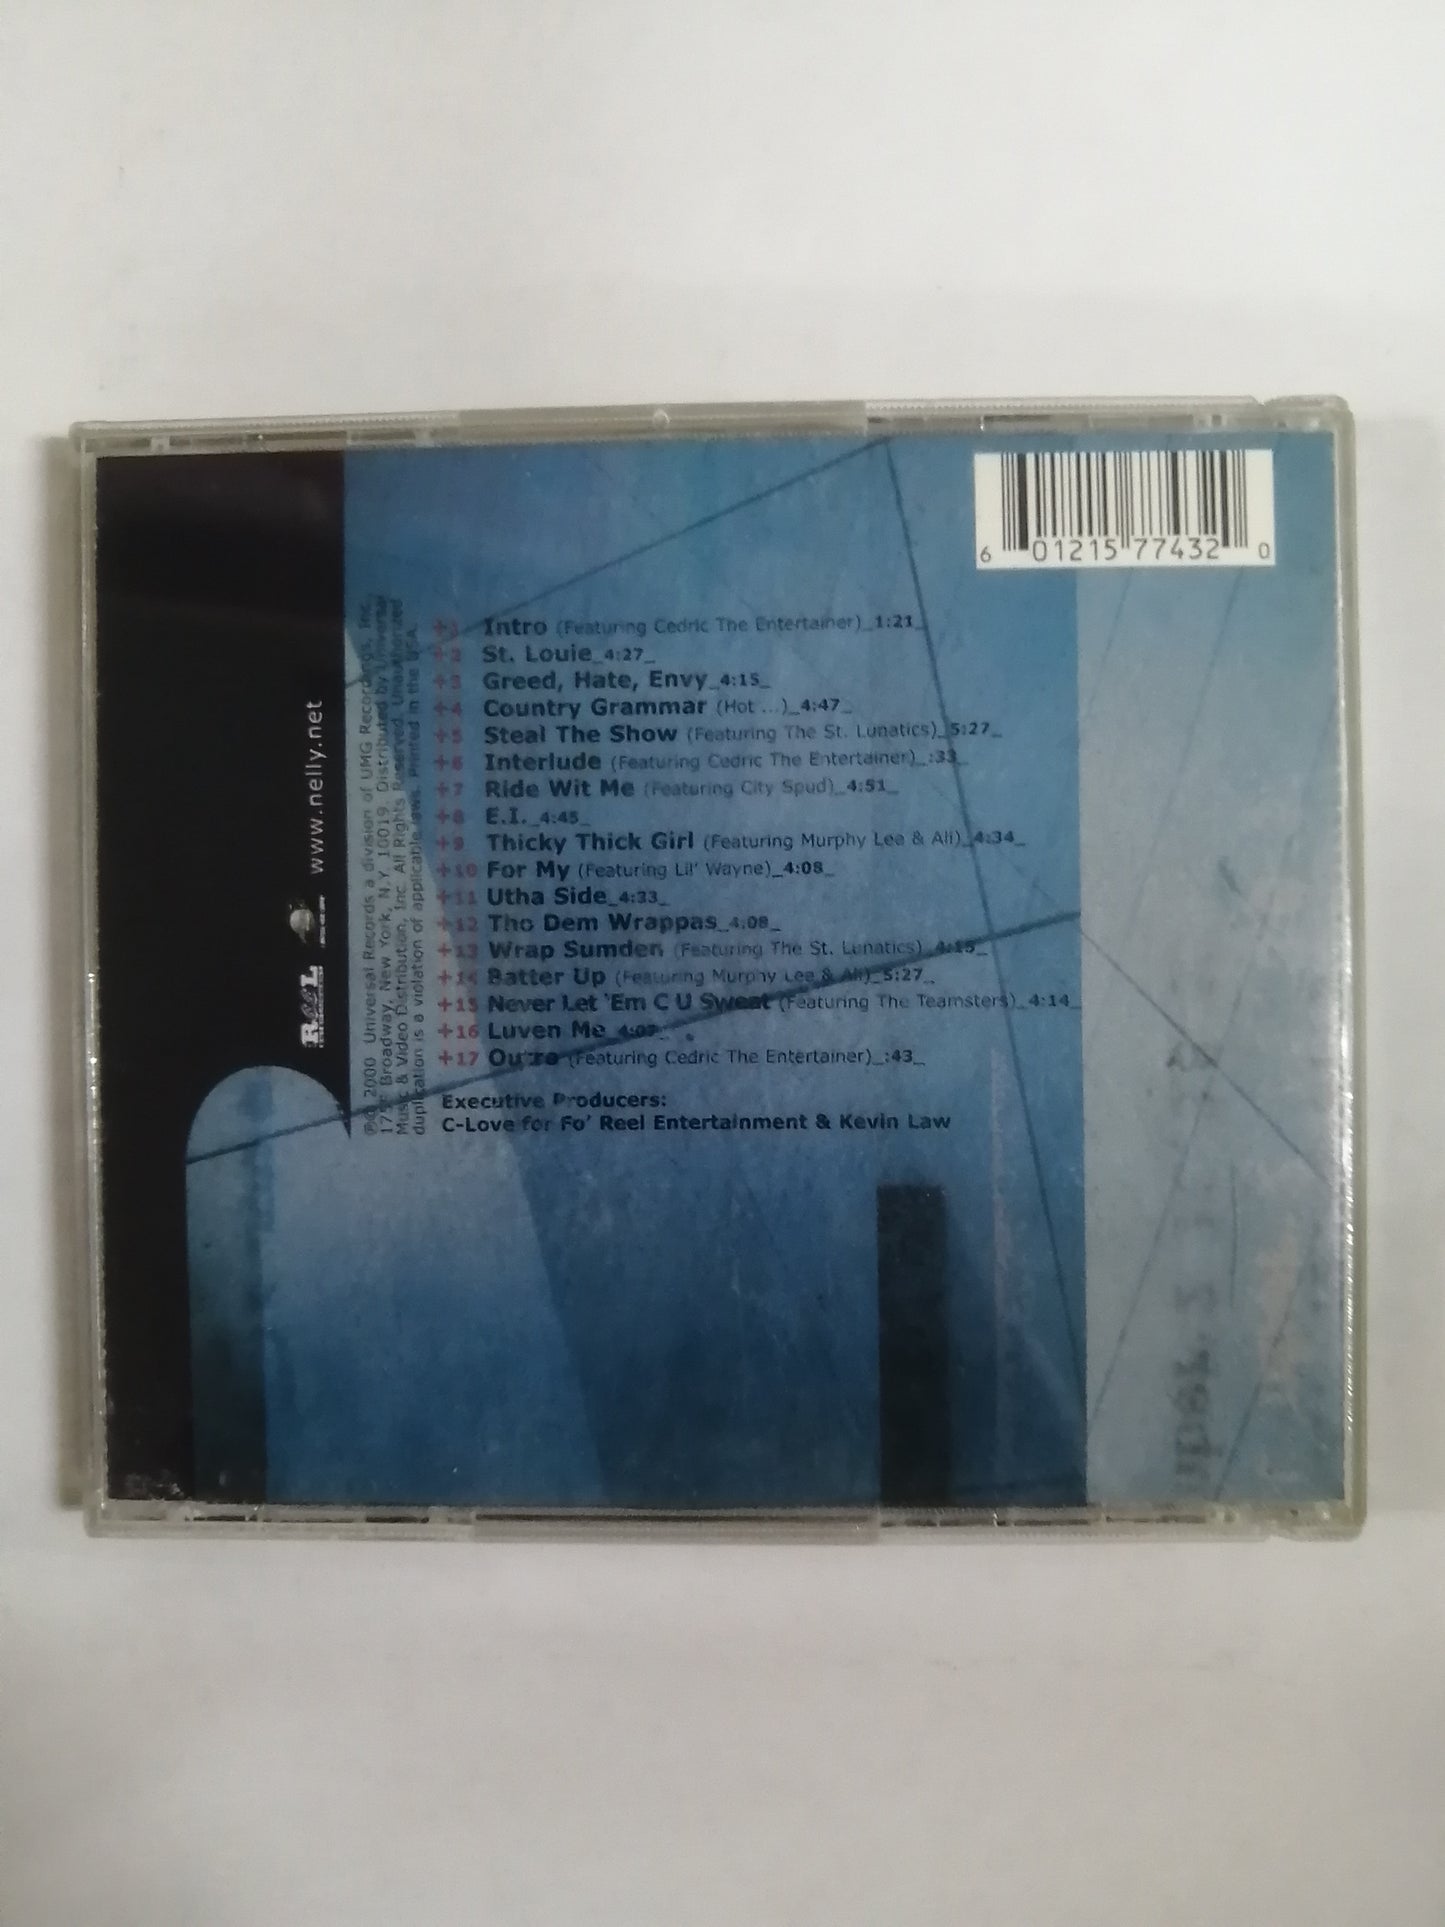 6 01215 77432 0
+1 Intro (Featuring Cedric The Entertainer)_1:21_
+2 St. Louie_4:27_
+3 Greed, Hate, Envy_4:15_
+4 Country Grammar (Hot ...)_4:47_
+5 Steal The Show (Featuring The St. Lunatics)_5:27_
+6 Interlude (Featuring Cedric The Entertainer)_:33_
+7 Ride Wit Me (Featuring City Spud)_4:51_
+8 E.I._4:45_
+9 Thicky Thick Girl (Featuring Murphy Lee & Ali)_4:34_
+10 For My (Featuring Lil' Wayne)_4:08_
+11 Utha Side_4:33_
+12 Tho Dem Wrappas_4:08_
+13 Wrap Sumden (Featuring The St. Lunatics)_4:15_
+14 Batter Up (Featuring Murphy Lee & Ali)_5:27_
+15 Never Let 'Em C U Sweat (Featuring The Teamsters)_4:14_
+16 Luven Me_4:07_
+17 Outro (Featuring Cedric The Entertainer)_:43_
Executive Producers:
C-Love for Fo' Reel Entertainment & Kevin Law
www.nelly.net
℗© 2000 Universal Records a division of UMG Recordings, Inc.
Broadway, New York, N.Y. 10019. Distributed by Universal
Music & Video Distribution, Inc. All Rights Reserved. Unauthorized
duplication is a violation of applicable laws. Printed in the USA.